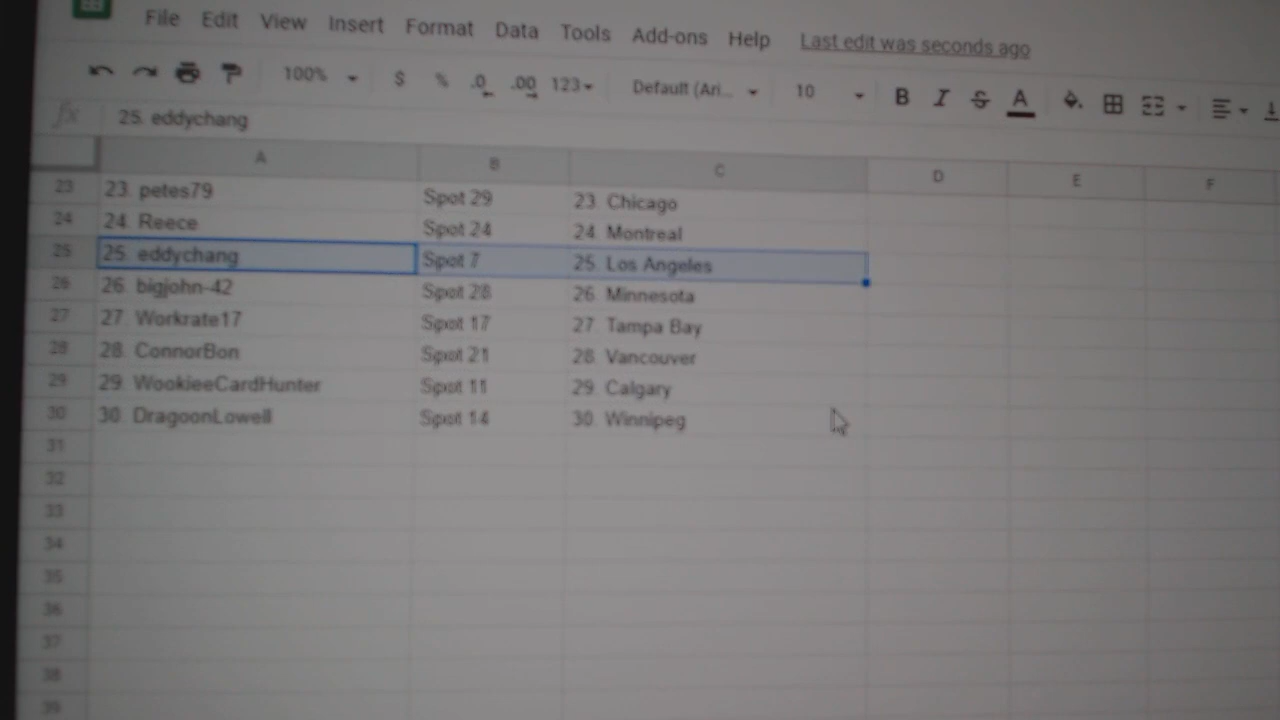 File Edit View Insert Format Data Tools Add-ons Help Last edit was seconds ago
100% $ % .0 .00 123 Default (Ari... 10 B I S A
fx 25. eddychang
A B C D E F
23 23. petes79 Spot 29 23. Chicago
24 24. Reece Spot 24 24. Montreal
25 25. eddychang Spot 7 25. Los Angeles
26 26. bigjohn-42 Spot 28 26. Minnesota
27 27. Workrate17 Spot 17 27. Tampa Bay
28 28. ConnorBon Spot 21 28. Vancouver
29 29. WookieeCardHunter Spot 11 29. Calgary
30 30. DragoonLowell Spot 14 30. Winnipeg
31
32
33
34
35
36
37
38
39